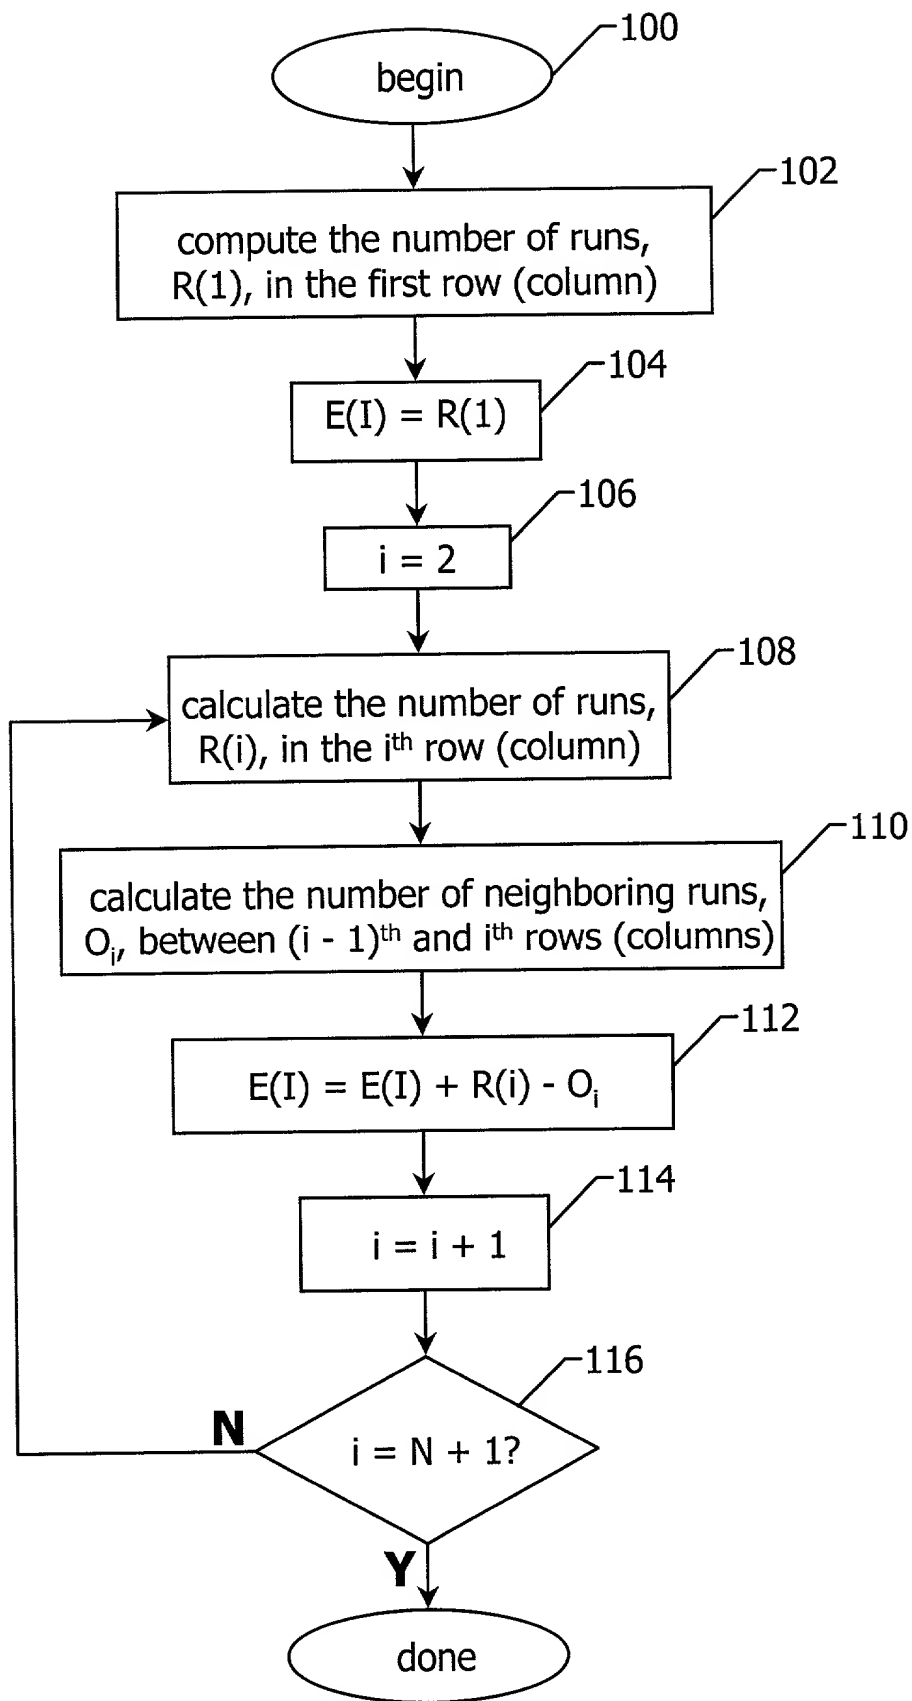 100
begin
102
compute the number of runs,
R(1), in the first row (column)
104
E(I) = R(1)
106
i = 2
108
calculate the number of runs,
R(i), in the iᵗʰ row (column)
110
calculate the number of neighboring runs,
Oᵢ, between (i - 1)ᵗʰ and iᵗʰ rows (columns)
112
E(I) = E(I) + R(i) - Oᵢ
114
i = i + 1
116
N
i = N + 1?
Y
done